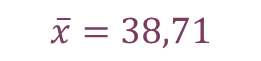 x̄ = 38,71